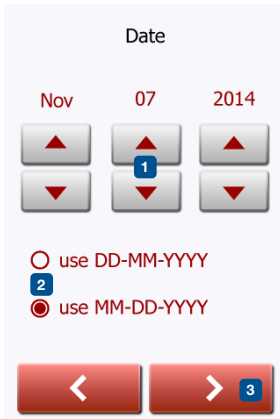 Date
Nov 07 2014
1
use DD-MM-YYYY
2
use MM-DD-YYYY
3